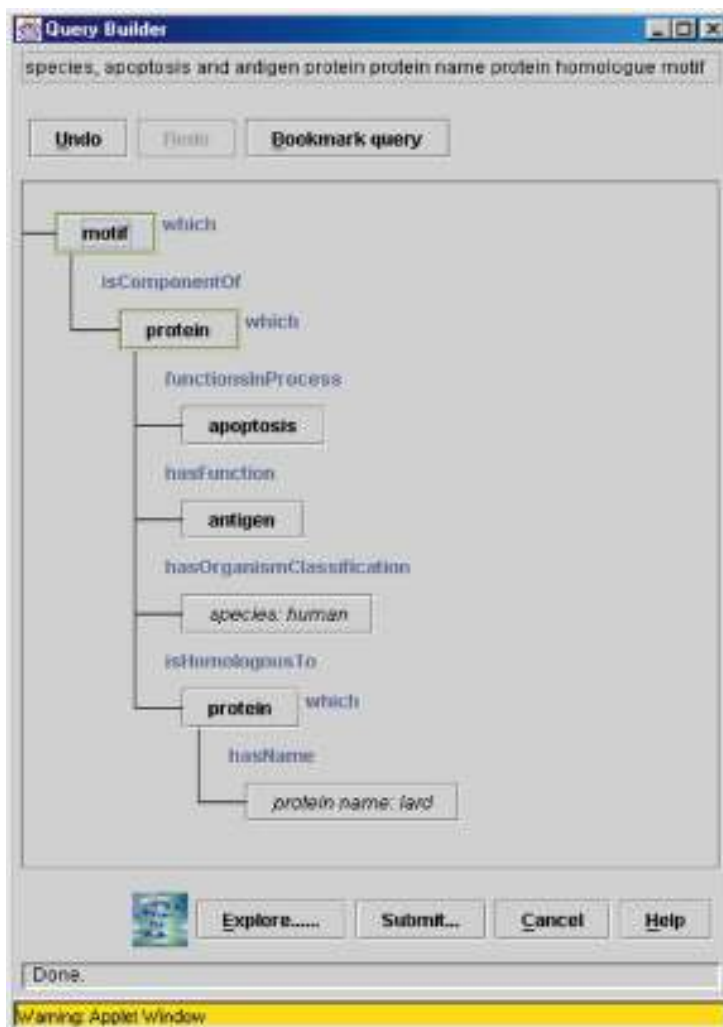 Query Builder
species, apoptosis and antigen protein protein name protein homologue motif
Undo Redo Bookmark query
motif which
isComponentOf
protein which
functionsInProcess
apoptosis
hasFunction
antigen
hasOrganismClassification
species: human
isHomologousTo
protein which
hasName
protein name: lard
Explore...... Submit... Cancel Help
Done.
Warning: Applet Window